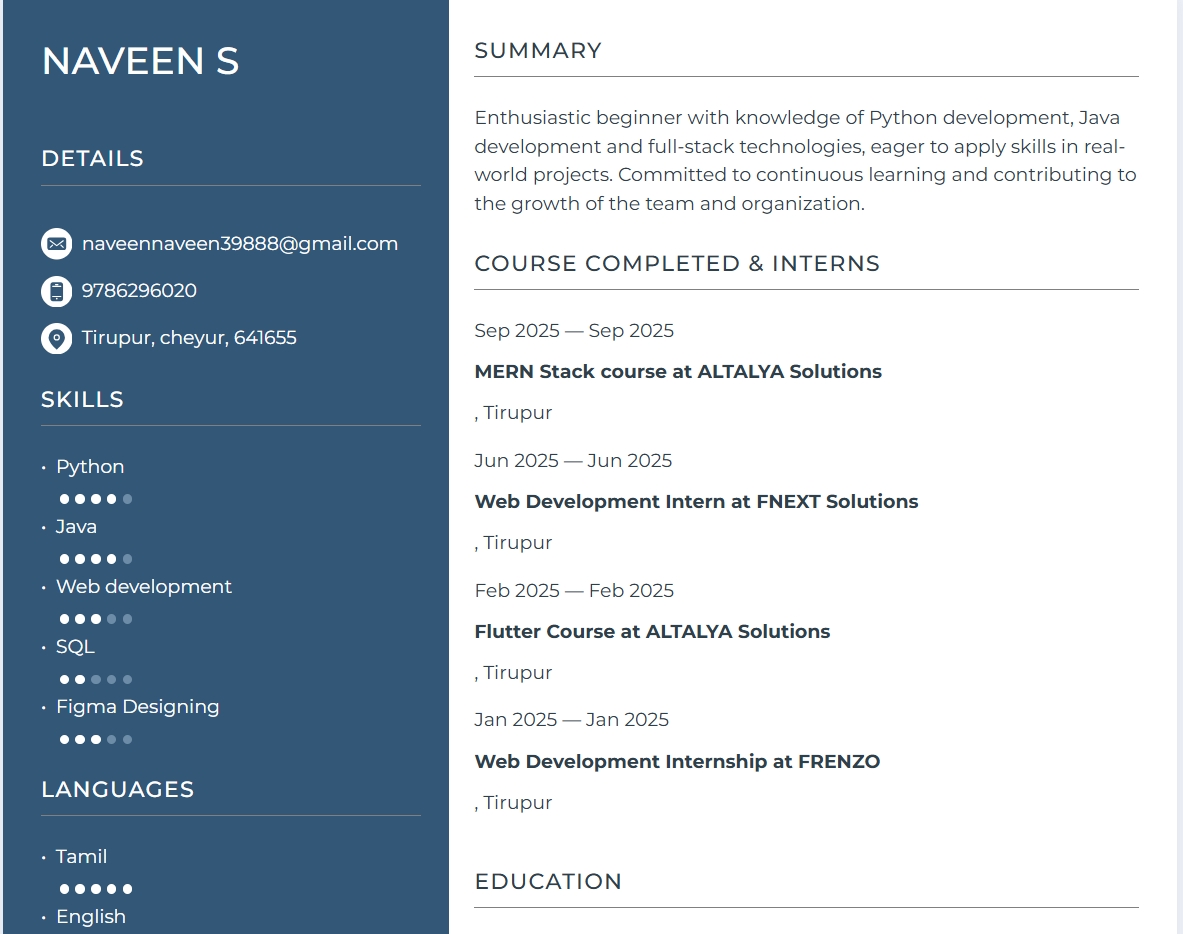 NAVEEN S
DETAILS
naveennaveen39888@gmail.com
9786296020
Tirupur, cheyur, 641655
SKILLS
• Python
• Java
• Web development
• SQL
• Figma Designing
LANGUAGES
• Tamil
• English
SUMMARY
Enthusiastic beginner with knowledge of Python development, Java
development and full-stack technologies, eager to apply skills in real-
world projects. Committed to continuous learning and contributing to
the growth of the team and organization.
COURSE COMPLETED & INTERNS
Sep 2025 — Sep 2025
MERN Stack course at ALTALYA Solutions
, Tirupur
Jun 2025 — Jun 2025
Web Development Intern at FNEXT Solutions
, Tirupur
Feb 2025 — Feb 2025
Flutter Course at ALTALYA Solutions
, Tirupur
Jan 2025 — Jan 2025
Web Development Internship at FRENZO
, Tirupur
EDUCATION